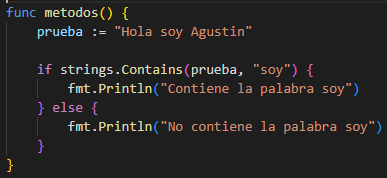 func metodos() {
    prueba := "Hola soy Agustin"

    if strings.Contains(prueba, "soy") {
        fmt.Println("Contiene la palabra soy")
    } else {
        fmt.Println("No contiene la palabra soy")
    }
}